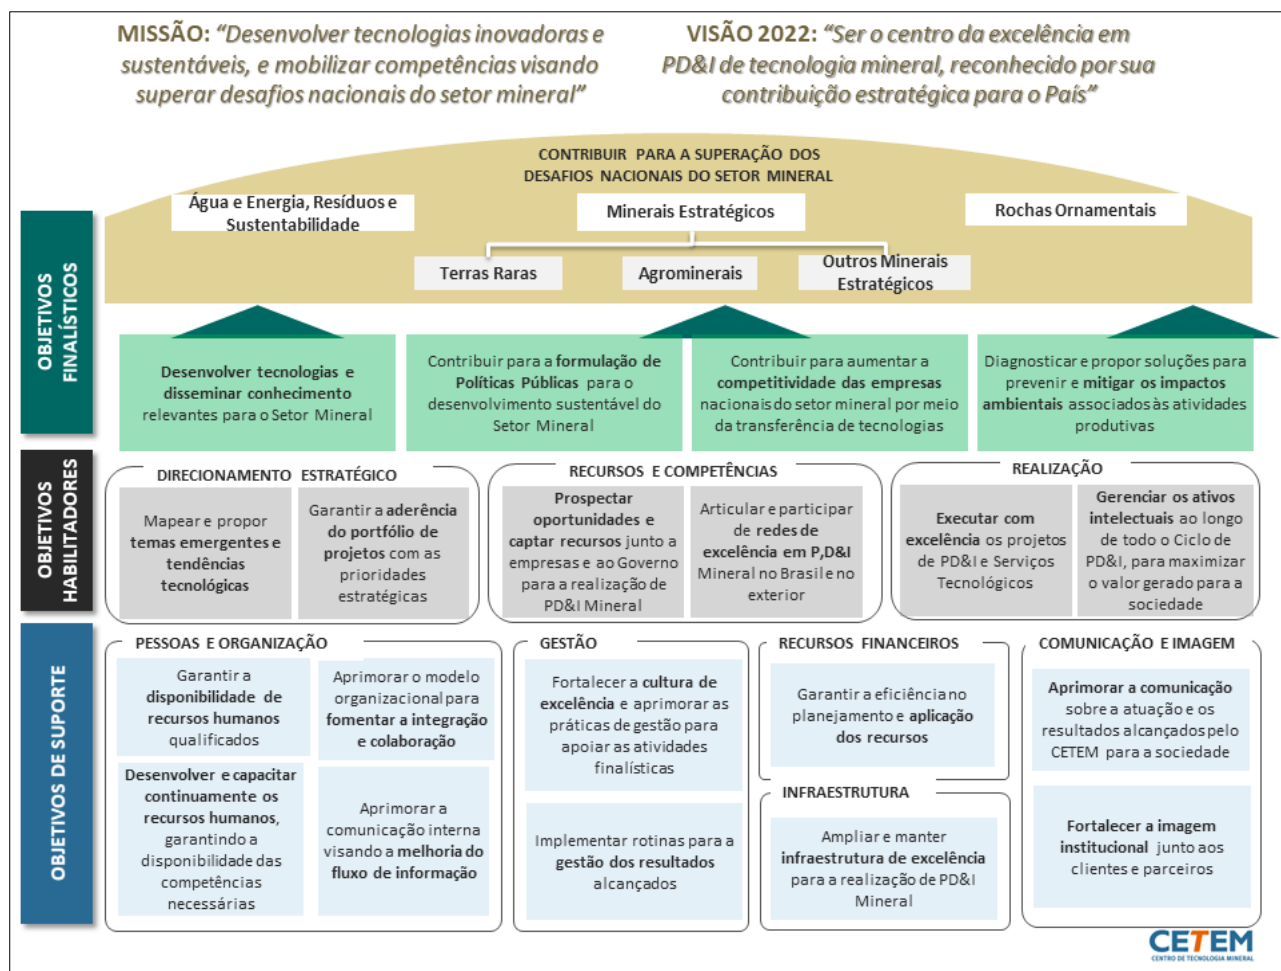 MISSÃO: “Desenvolver tecnologias inovadoras e
sustentáveis, e mobilizar competências visando
superar desafios nacionais do setor mineral”
VISÃO 2022: “Ser o centro da excelência em
PD&I de tecnologia mineral, reconhecido por sua
contribuição estratégica para o País”
CONTRIBUIR PARA A SUPERAÇÃO DOS
DESAFIOS NACIONAIS DO SETOR MINERAL
Água e Energia, Resíduos e
Sustentabilidade
Minerais Estratégicos
Rochas Ornamentais
Terras Raras
Agrominerais
Outros Minerais
Estratégicos
OBJETIVOS
FINALÍSTICOS
Desenvolver tecnologias e
disseminar conhecimento
relevantes para o Setor Mineral
Contribuir para a formulação de
Políticas Públicas para o
desenvolvimento sustentável do
Setor Mineral
Contribuir para aumentar a
competitividade das empresas
nacionais do setor mineral por meio
da transferência de tecnologias
Diagnosticar e propor soluções para
prevenir e mitigar os impactos
ambientais associados às atividades
produtivas
OBJETIVOS
HABILITADORES
DIRECIONAMENTO ESTRATÉGICO
Mapear e propor
temas emergentes e
tendências
tecnológicas
Garantir a aderência
do portfólio de
projetos com as
prioridades
estratégicas
RECURSOS E COMPETÊNCIAS
Prospectar
oportunidades e
captar recursos junto a
empresas e ao Governo
para a realização de
PD&I Mineral
Articular e participar
de redes de
excelência em P,D&I
Mineral no Brasil e no
exterior
REALIZAÇÃO
Executar com
excelência os projetos
de PD&I e Serviços
Tecnológicos
Gerenciar os ativos
intelectuais ao longo
de todo o Ciclo de
PD&I, para maximizar
o valor gerado para a
sociedade
OBJETIVOS DE SUPORTE
PESSOAS E ORGANIZAÇÃO
Garantir a
disponibilidade de
recursos humanos
qualificados
Aprimorar o modelo
organizacional para
fomentar a integração
e colaboração
Desenvolver e capacitar
continuamente os
recursos humanos,
garantindo a
disponibilidade das
competências
necessárias
Aprimorar a
comunicação interna
visando a melhoria do
fluxo de informação
GESTÃO
Fortalecer a cultura de
excelência e aprimorar as
práticas de gestão para
apoiar as atividades
finalísticas
Implementar rotinas para a
gestão dos resultados
alcançados
RECURSOS FINANCEIROS
Garantir a eficiência no
planejamento e aplicação
dos recursos
INFRAESTRUTURA
Ampliar e manter
infraestrutura de excelência
para a realização de PD&I
Mineral
COMUNICAÇÃO E IMAGEM
Aprimorar a comunicação
sobre a atuação e os
resultados alcançados pelo
CETEM para a sociedade
Fortalecer a imagem
institucional junto aos
clientes e parceiros
CETEM
CENTRO DE TECNOLOGIA MINERAL